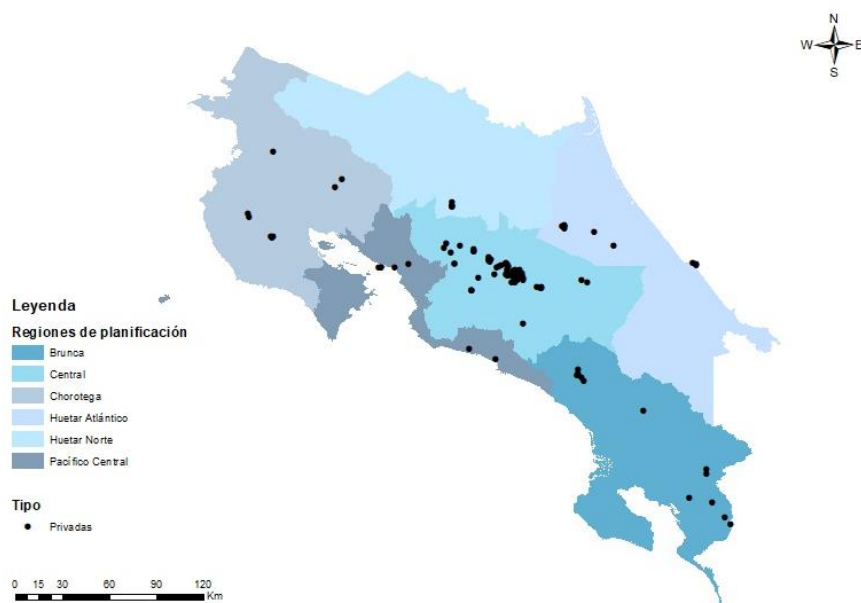 N
W E
S
Leyenda
Regiones de planificación
Brunca
Central
Chorotega
Huetar Atlántico
Huetar Norte
Pacífico Central
Tipo
Privadas
0 15 30 60 90 120
Km